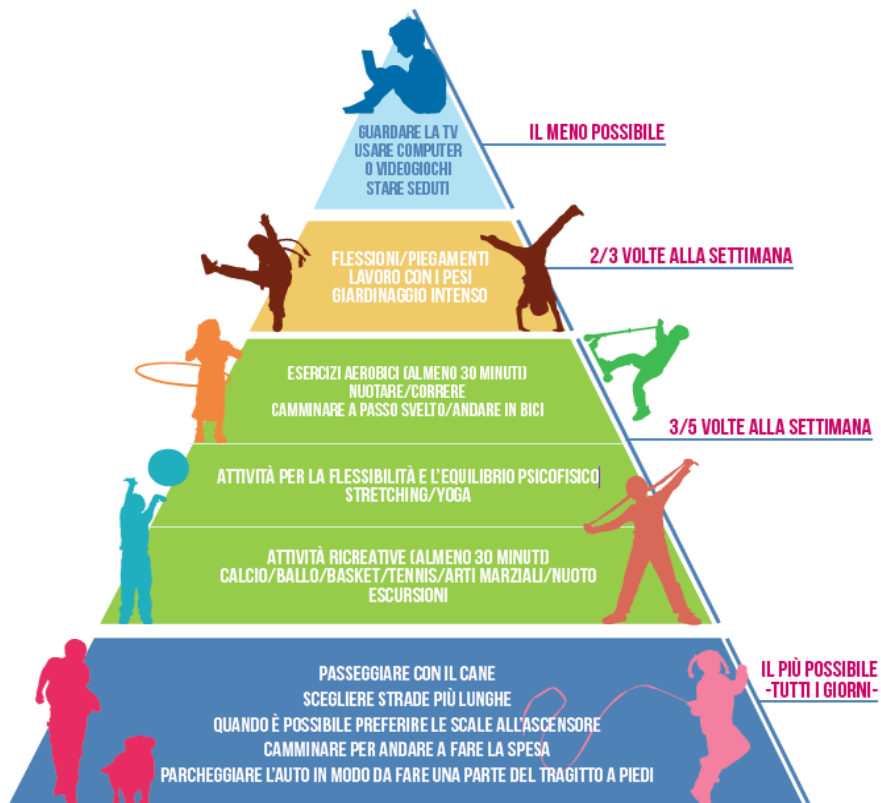 GUARDARE LA TV
USARE COMPUTER
O VIDEOGIOCHI
STARE SEDUTI
IL MENO POSSIBILE
FLESSIONI/PIEGAMENTI
LAVORO CON I PESI
GIARDINAGGIO INTENSO
2/3 VOLTE ALLA SETTIMANA
ESERCIZI AEROBICI (ALMENO 30 MINUTI)
NUOTARE/CORRERE
CAMMINARE A PASSO SVELTO/ANDARE IN BICI
3/5 VOLTE ALLA SETTIMANA
ATTIVITÀ PER LA FLESSIBILITÀ E L'EQUILIBRIO PSICOFISICO
STRETCHING/YOGA
ATTIVITÀ RICREATIVE (ALMENO 30 MINUTI)
CALCIO/BALLO/BASKET/TENNIS/ARTI MARZIALI/NUOTO
ESCURSIONI
PASSEGGIARE CON IL CANE
SCEGLIERE STRADE PIÙ LUNGHE
QUANDO È POSSIBILE PREFERIRE LE SCALE ALL'ASCENSORE
CAMMINARE PER ANDARE A FARE LA SPESA
PARCHEGGIARE L'AUTO IN MODO DA FARE UNA PARTE DEL TRAGITTO A PIEDI
IL PIÙ POSSIBILE
-TUTTI I GIORNI-